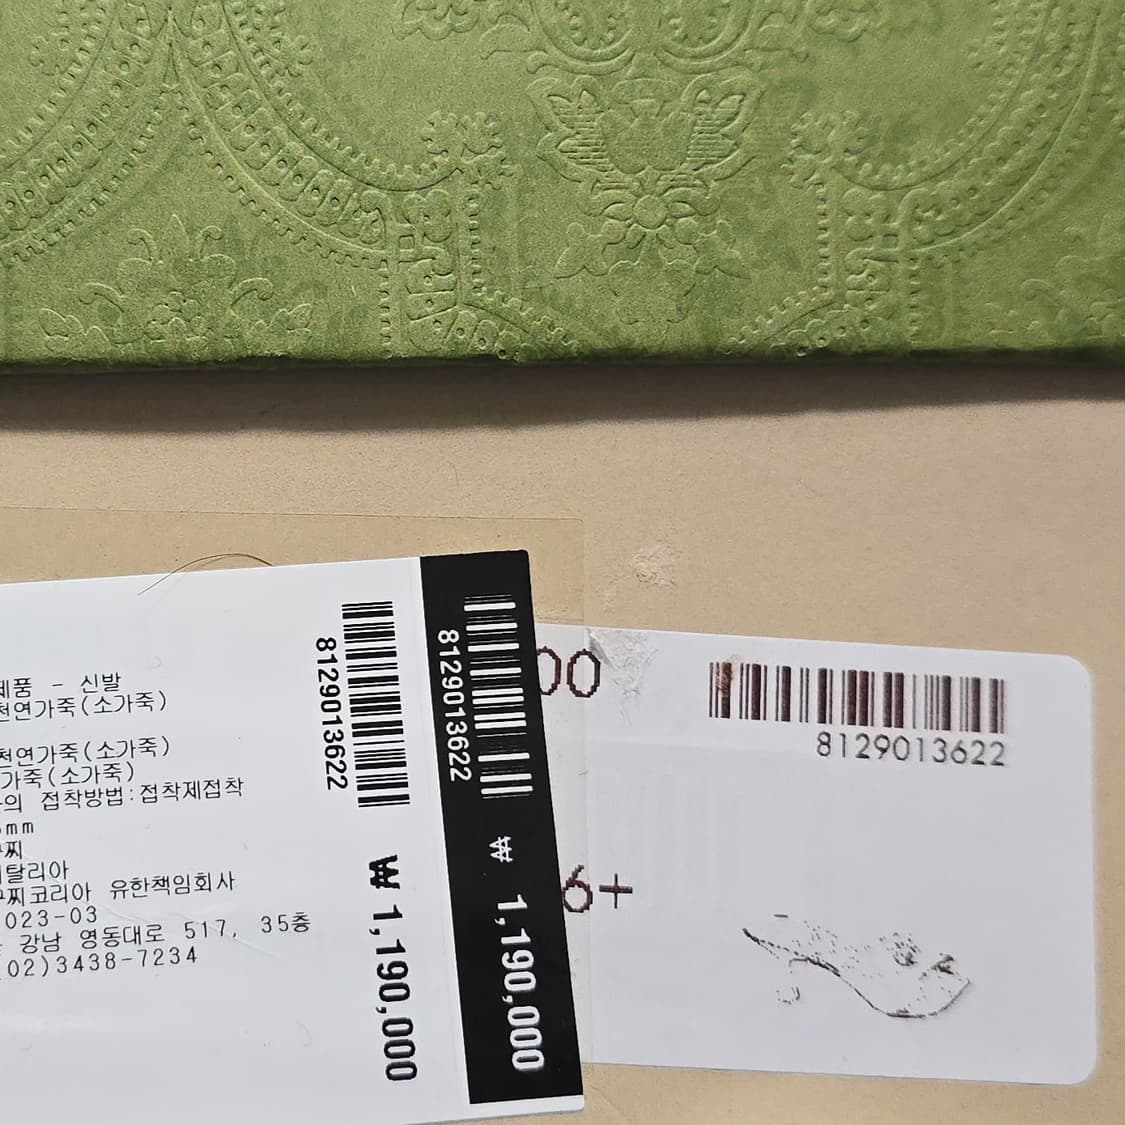 제품 - 신발
천연가죽(소가죽)
천연가죽(소가죽)
가죽(소가죽)
의 접착방법:접착제접착
mm
찌
탈리아
찌코리아 유한책임회사
023-03
강남 영동대로 517, 35층
02)3438-7234
8129013622
₩ 1,190,000
8129013622
₩ 1,190,000
00
8129013622
6+